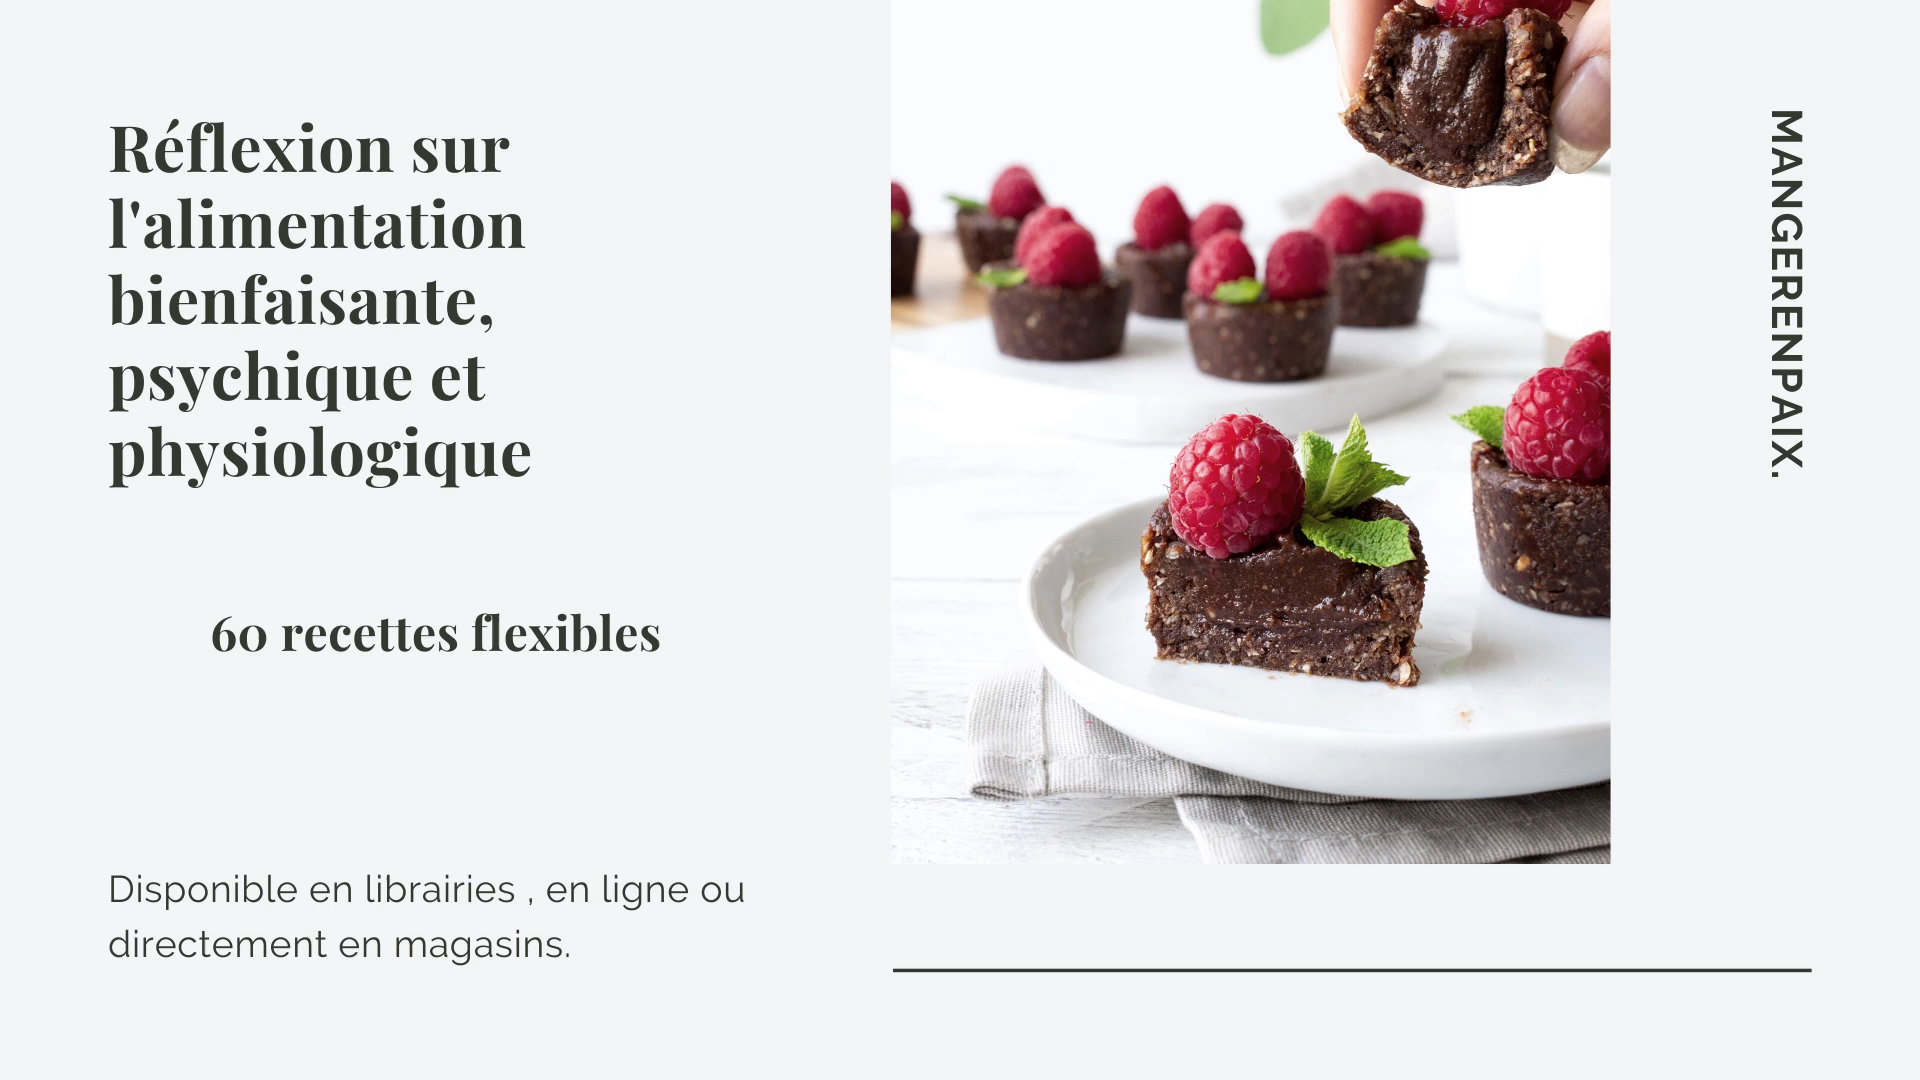 Réflexion sur
l'alimentation
bienfaisante,
psychique et
physiologique
60 recettes flexibles
Disponible en librairies , en ligne ou
directement en magasins.
MANGERENPAIX.